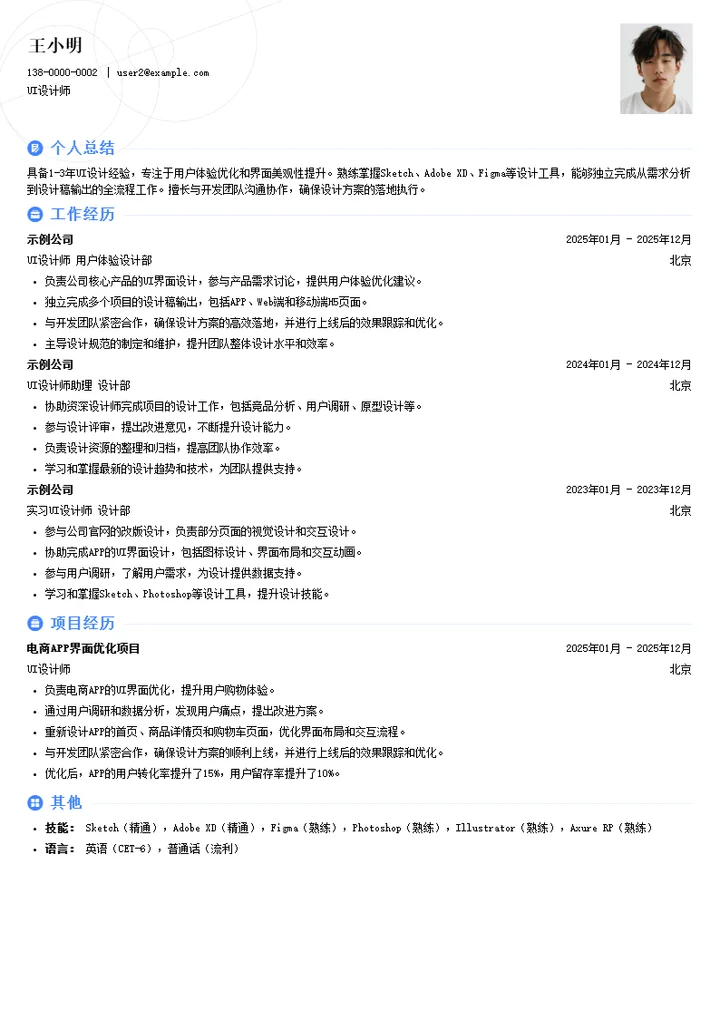 王小明
138-0000-0002 | user2@example.com
UI设计师
个人总结
具备1-3年UI设计经验，专注于用户体验优化和界面美观性提升。熟练掌握Sketch、Adobe XD、Figma等设计工具，能够独立完成从需求分析
到设计稿输出的全流程工作。擅长与开发团队沟通协作，确保设计方案的落地执行。
工作经历
示例公司 2025年01月 - 2025年12月
UI设计师 用户体验设计部 北京
• 负责公司核心产品的UI界面设计，参与产品需求讨论，提供用户体验优化建议。
• 独立完成多个项目的设计稿输出，包括APP、Web端和移动端H5页面。
• 与开发团队紧密合作，确保设计方案的高效落地，并进行上线后的效果跟踪和优化。
• 主导设计规范的制定和维护，提升团队整体设计水平和效率。
示例公司 2024年01月 - 2024年12月
UI设计师助理 设计部 北京
• 协助资深设计师完成项目的设计工作，包括竞品分析、用户调研、原型设计等。
• 参与设计评审，提出改进意见，不断提升设计能力。
• 负责设计资源的整理和归档，提高团队协作效率。
• 学习和掌握最新的设计趋势和技术，为团队提供支持。
示例公司 2023年01月 - 2023年12月
实习UI设计师 设计部 北京
• 参与公司官网的改版设计，负责部分页面的视觉设计和交互设计。
• 协助完成APP的UI界面设计，包括图标设计、界面布局和交互动画。
• 参与用户调研，了解用户需求，为设计提供数据支持。
• 学习和掌握Sketch、Photoshop等设计工具，提升设计技能。
项目经历
电商APP界面优化项目 2025年01月 - 2025年12月
UI设计师 北京
• 负责电商APP的UI界面优化，提升用户购物体验。
• 通过用户调研和数据分析，发现用户痛点，提出改进方案。
• 重新设计APP的首页、商品详情页和购物车页面，优化界面布局和交互流程。
• 与开发团队紧密合作，确保设计方案的顺利上线，并进行上线后的效果跟踪和优化。
• 优化后，APP的用户转化率提升了15%，用户留存率提升了10%。
其他
• 技能： Sketch（精通），Adobe XD（精通），Figma（熟练），Photoshop（熟练），Illustrator（熟练），Axure RP（熟练）
• 语言： 英语（CET-6），普通话（流利）